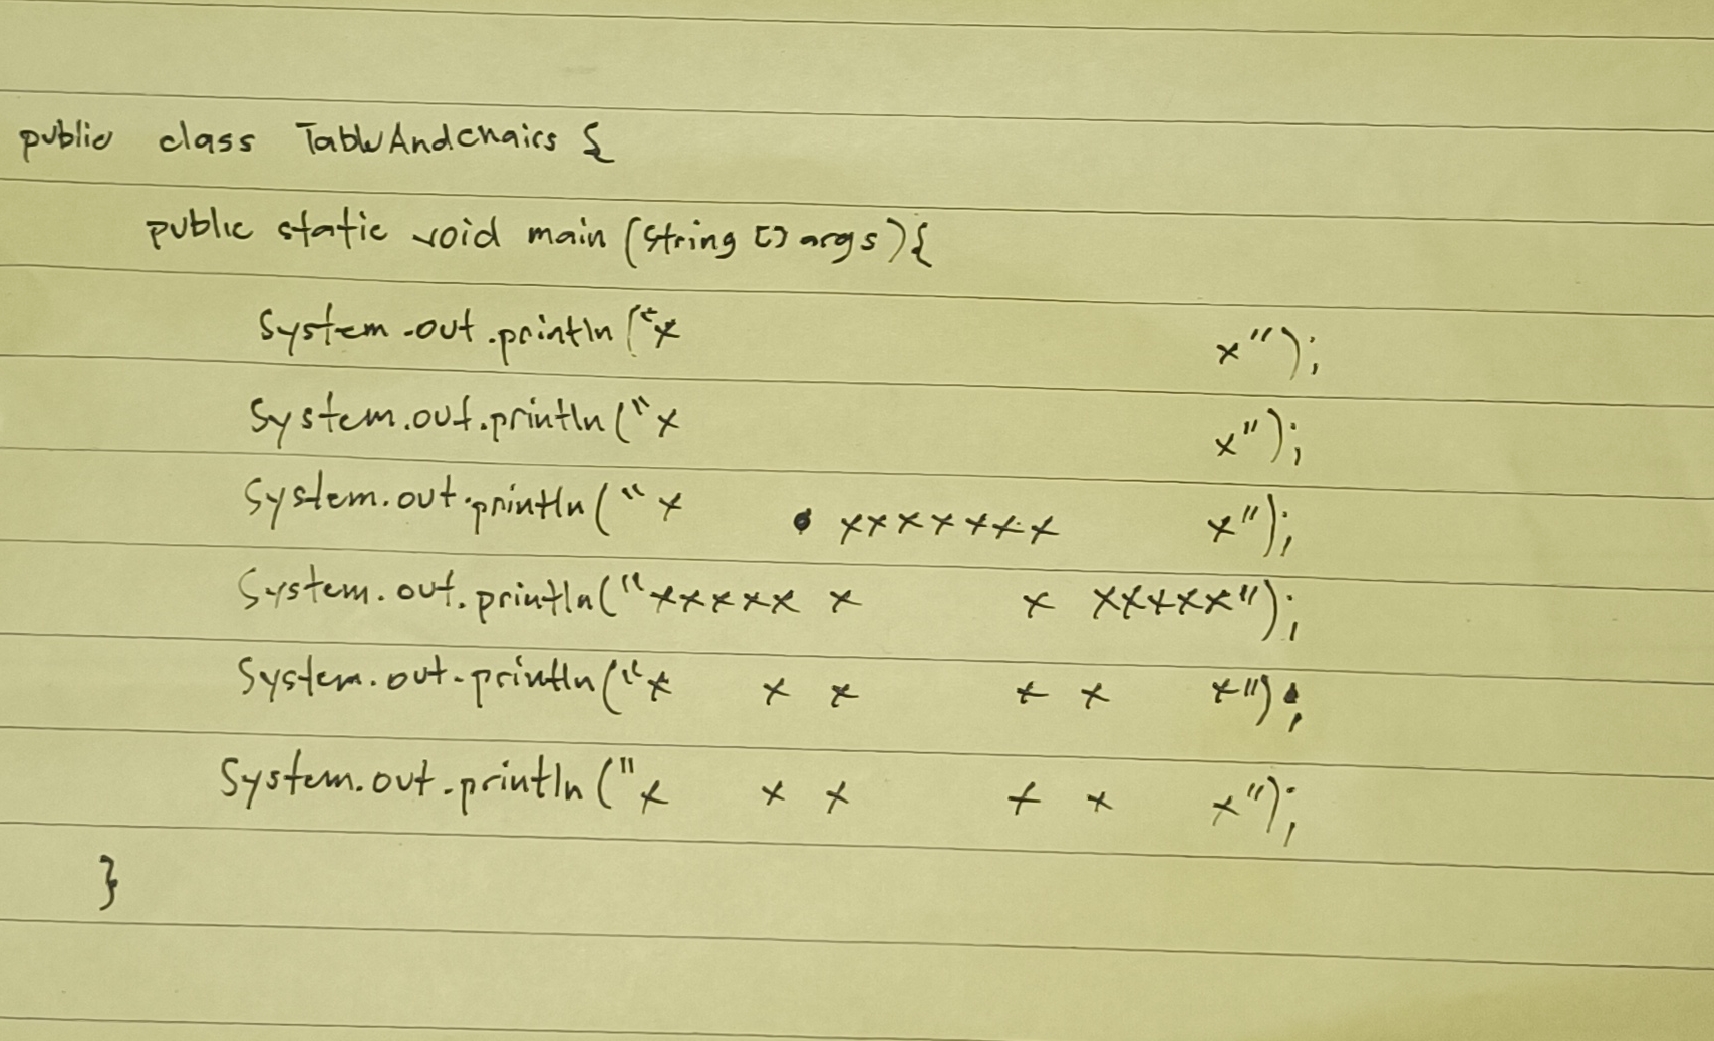 public class TableAndchairs {
    public static void main (String [] args) {
        System.out.println ("x                         x");
        System.out.println ("x                         x");
        System.out.println (" x        xxxxxxx        x");
        System.out.println ("xxxxx x         x xxxxx");
        System.out.println ("x    x x         x x    x");
        System.out.println ("x    x x         x x    x");
}